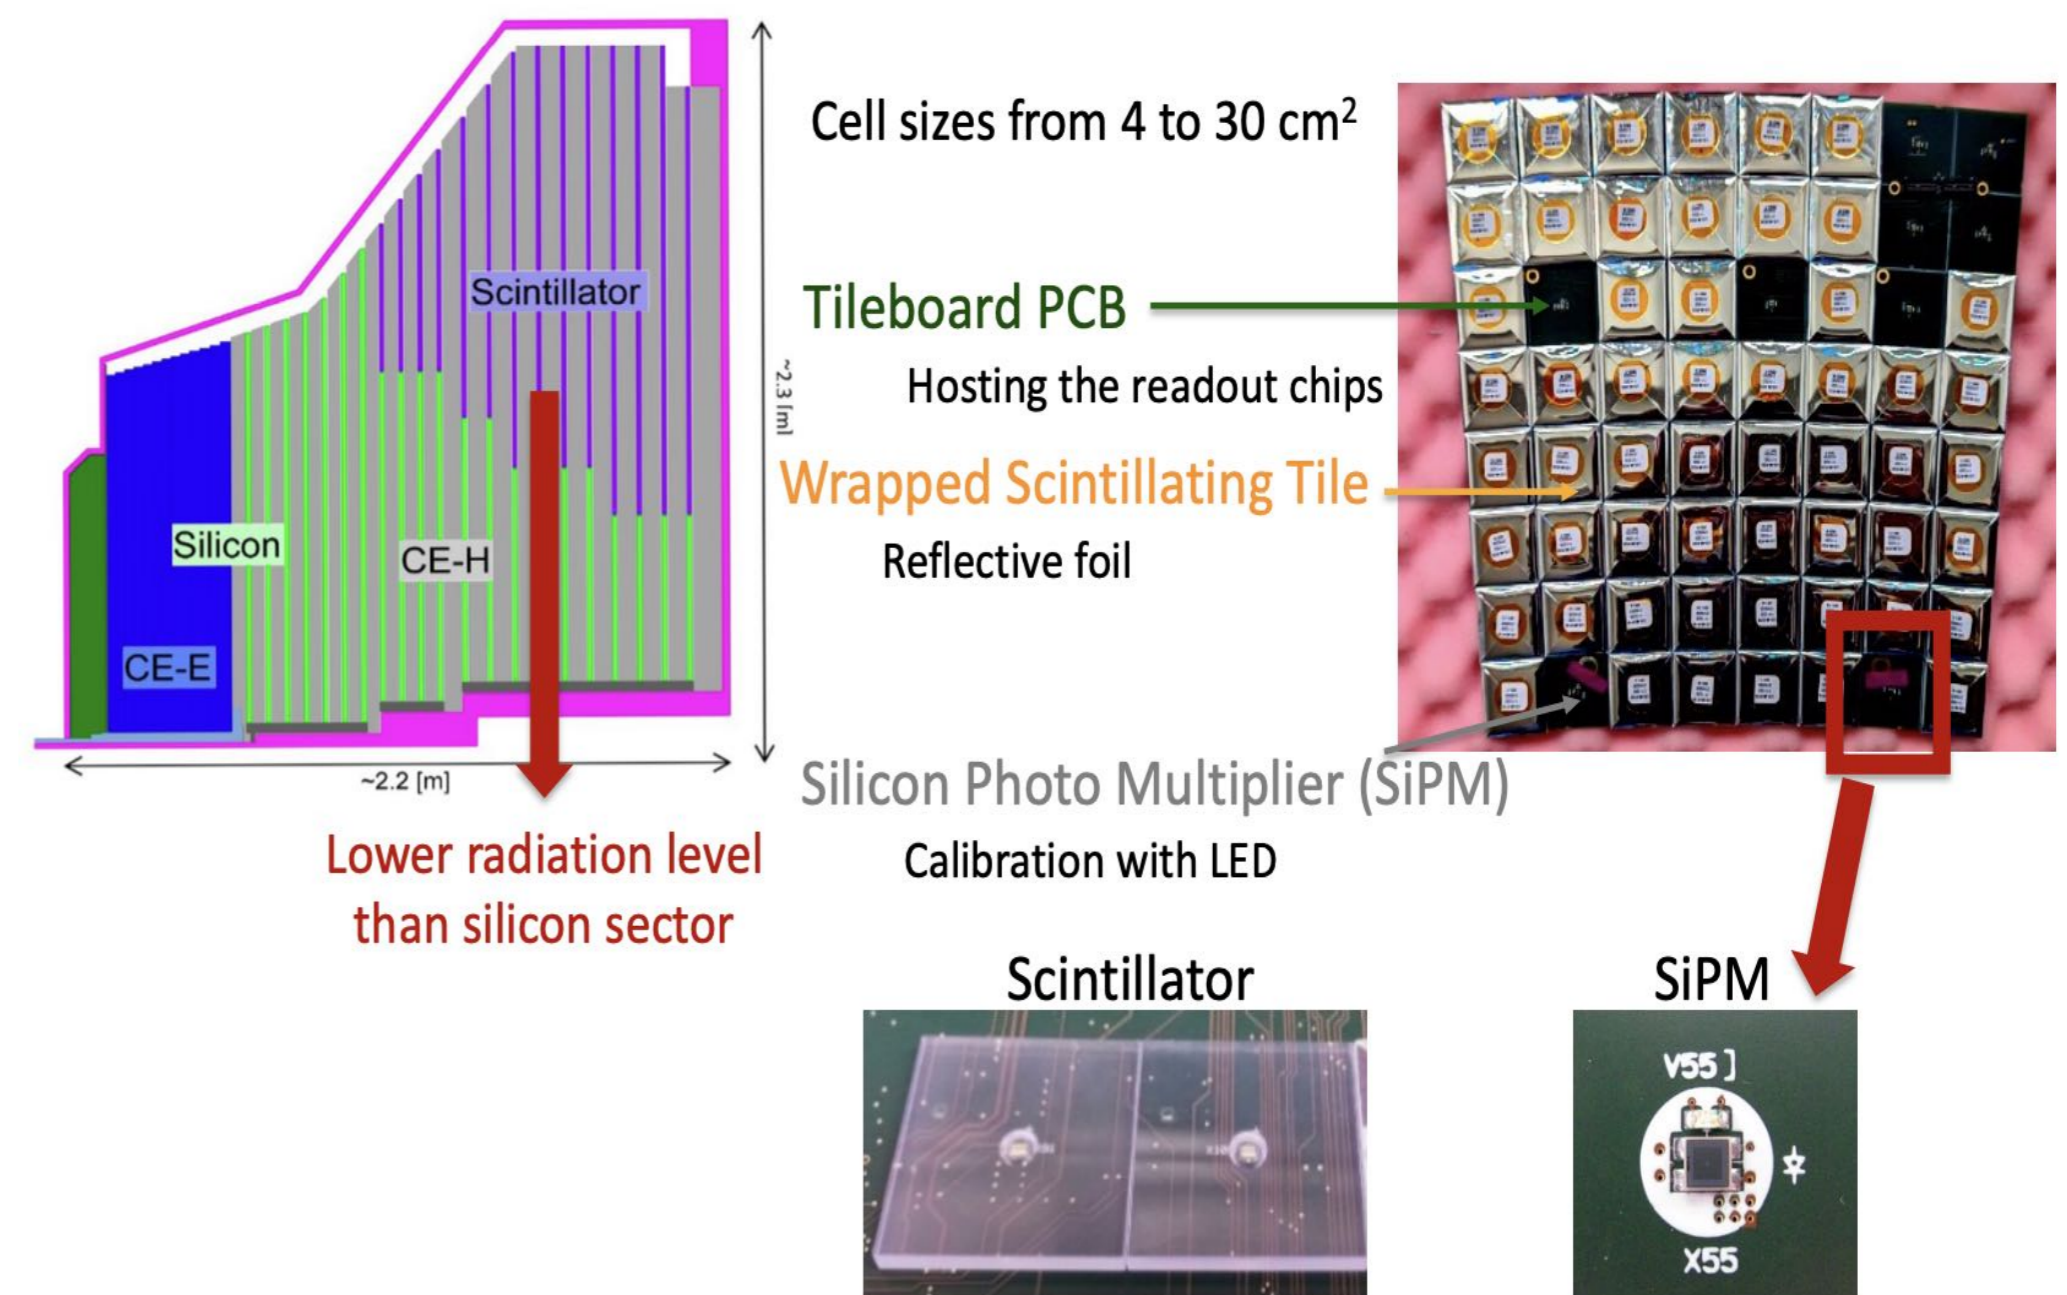 Cell sizes from 4 to 30 cm²
Scintillator
Tileboard PCB
Hosting the readout chips
~2.3 [m]
Wrapped Scintillating Tile
Silicon
CE-H
Reflective foil
CE-E
~2.2 [m]
Silicon Photo Multiplier (SiPM)
Lower radiation level
than silicon sector
Calibration with LED
Scintillator
SiPM
V55
X55